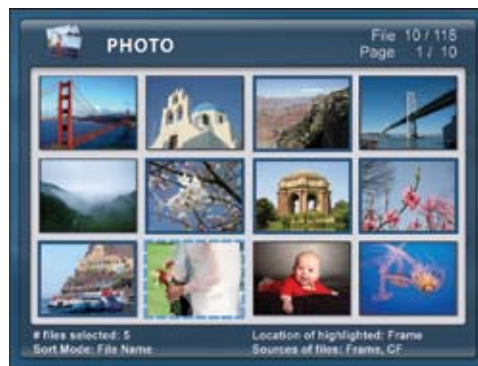 PHOTO
File 10 / 118
Page 1 / 10
# files selected: 5
Location of highlighted: Frame
Sort Mode: File Name
Sources of files: Frame, CF